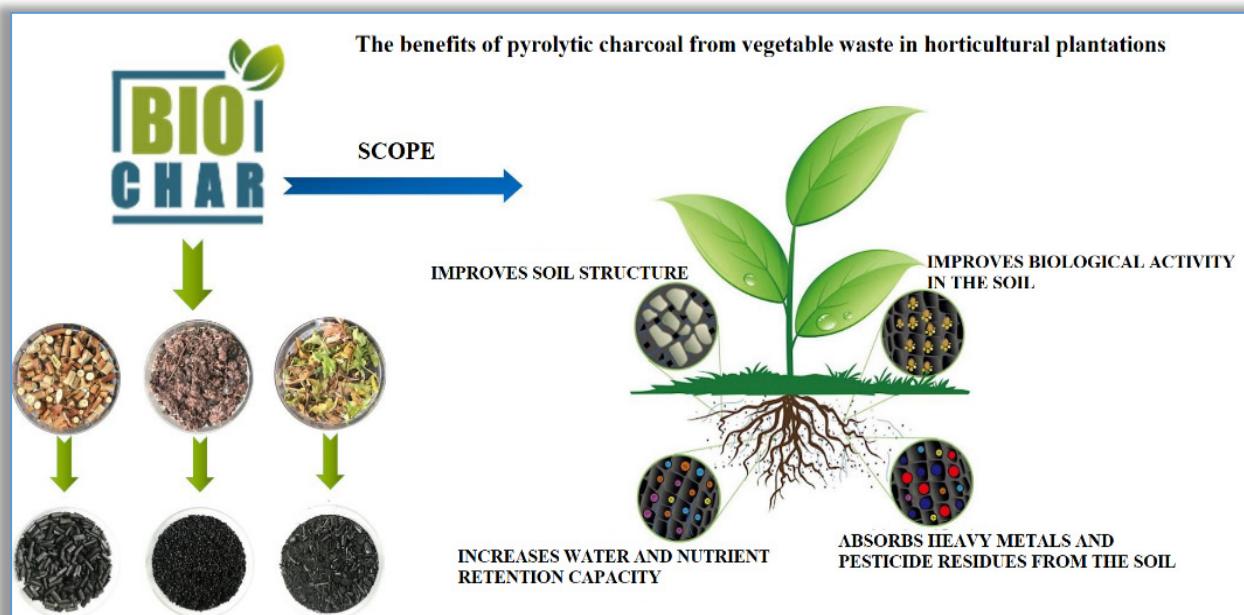 The benefits of pyrolytic charcoal from vegetable waste in horticultural plantations
BIO
CHAR
SCOPE
IMPROVES SOIL STRUCTURE
IMPROVES BIOLOGICAL ACTIVITY
IN THE SOIL
INCREASES WATER AND NUTRIENT
RETENTION CAPACITY
ABSORBS HEAVY METALS AND
PESTICIDE RESIDUES FROM THE SOIL